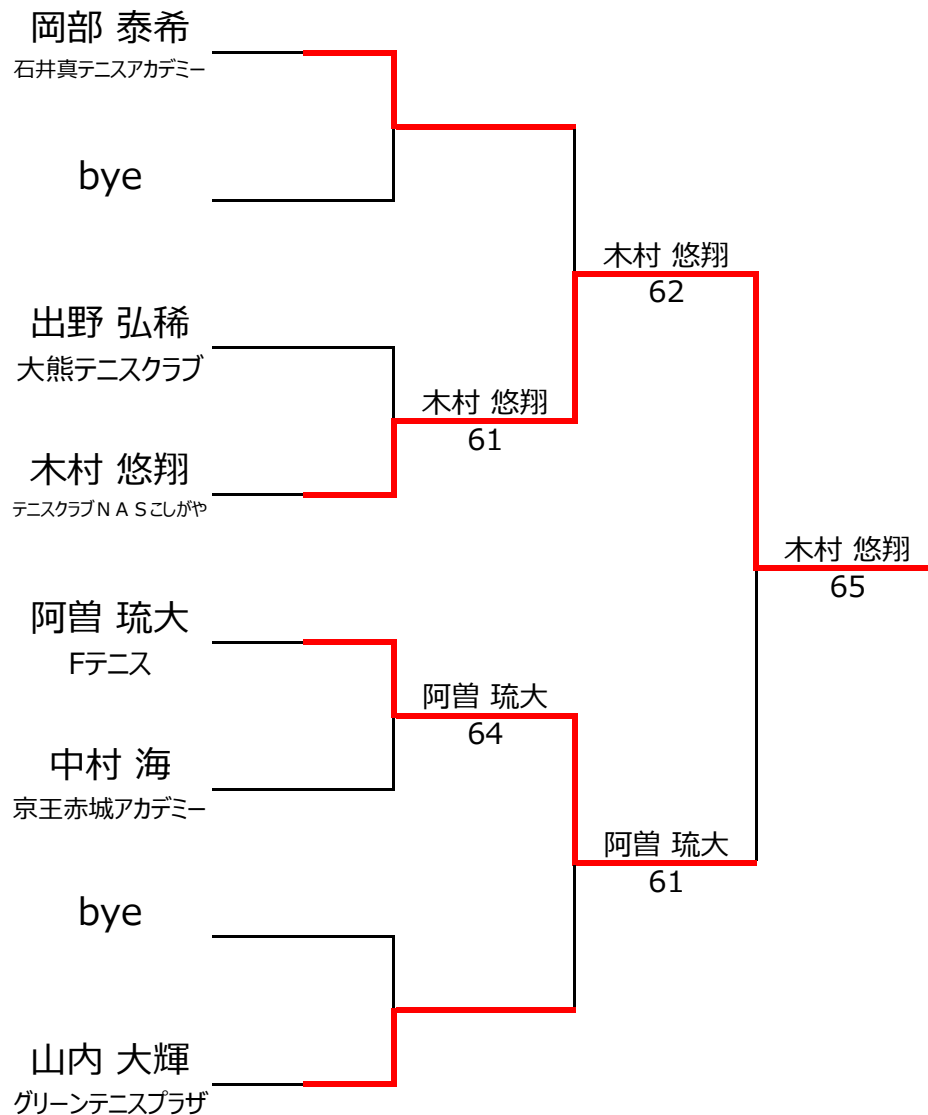 岡部 泰希
石井真テニスアカデミー
bye
木村 悠翔
62
出野 弘稀
大熊テニスクラブ
木村 悠翔
61
木村 悠翔
テニスクラブNASこしがや
木村 悠翔
65
阿曽 琉大
Fテニス
阿曽 琉大
64
中村 海
京王赤城アカデミー
阿曽 琉大
61
bye
山内 大輝
グリーンテニスプラザ